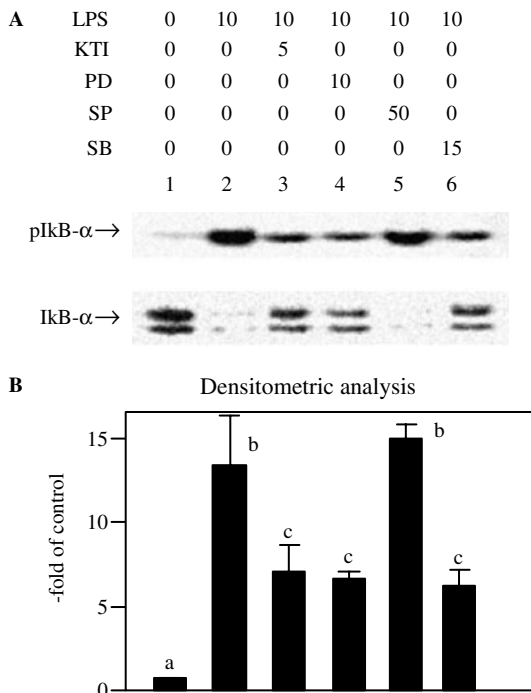 A LPS 0 10 10 10 10 10
KTI 0 0 5 0 0 0
PD 0 0 0 10 0 0
SP 0 0 0 0 50 0
SB 0 0 0 0 0 15
1 2 3 4 5 6
pIkB-α→
IkB-α→
B Densitometric analysis
-fold of control
15
10
5
0
a
b
c
c
b
c